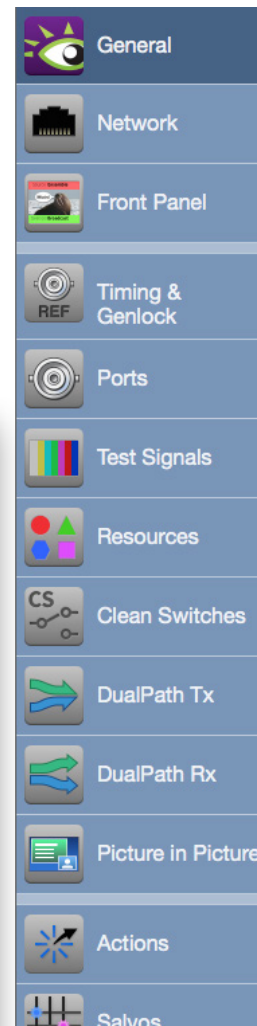 General
Network
Front Panel
REF
Timing &
Genlock
Ports
Test Signals
Resources
CS
Clean Switches
DualPath Tx
DualPath Rx
Picture in Picture
Actions
Salvos